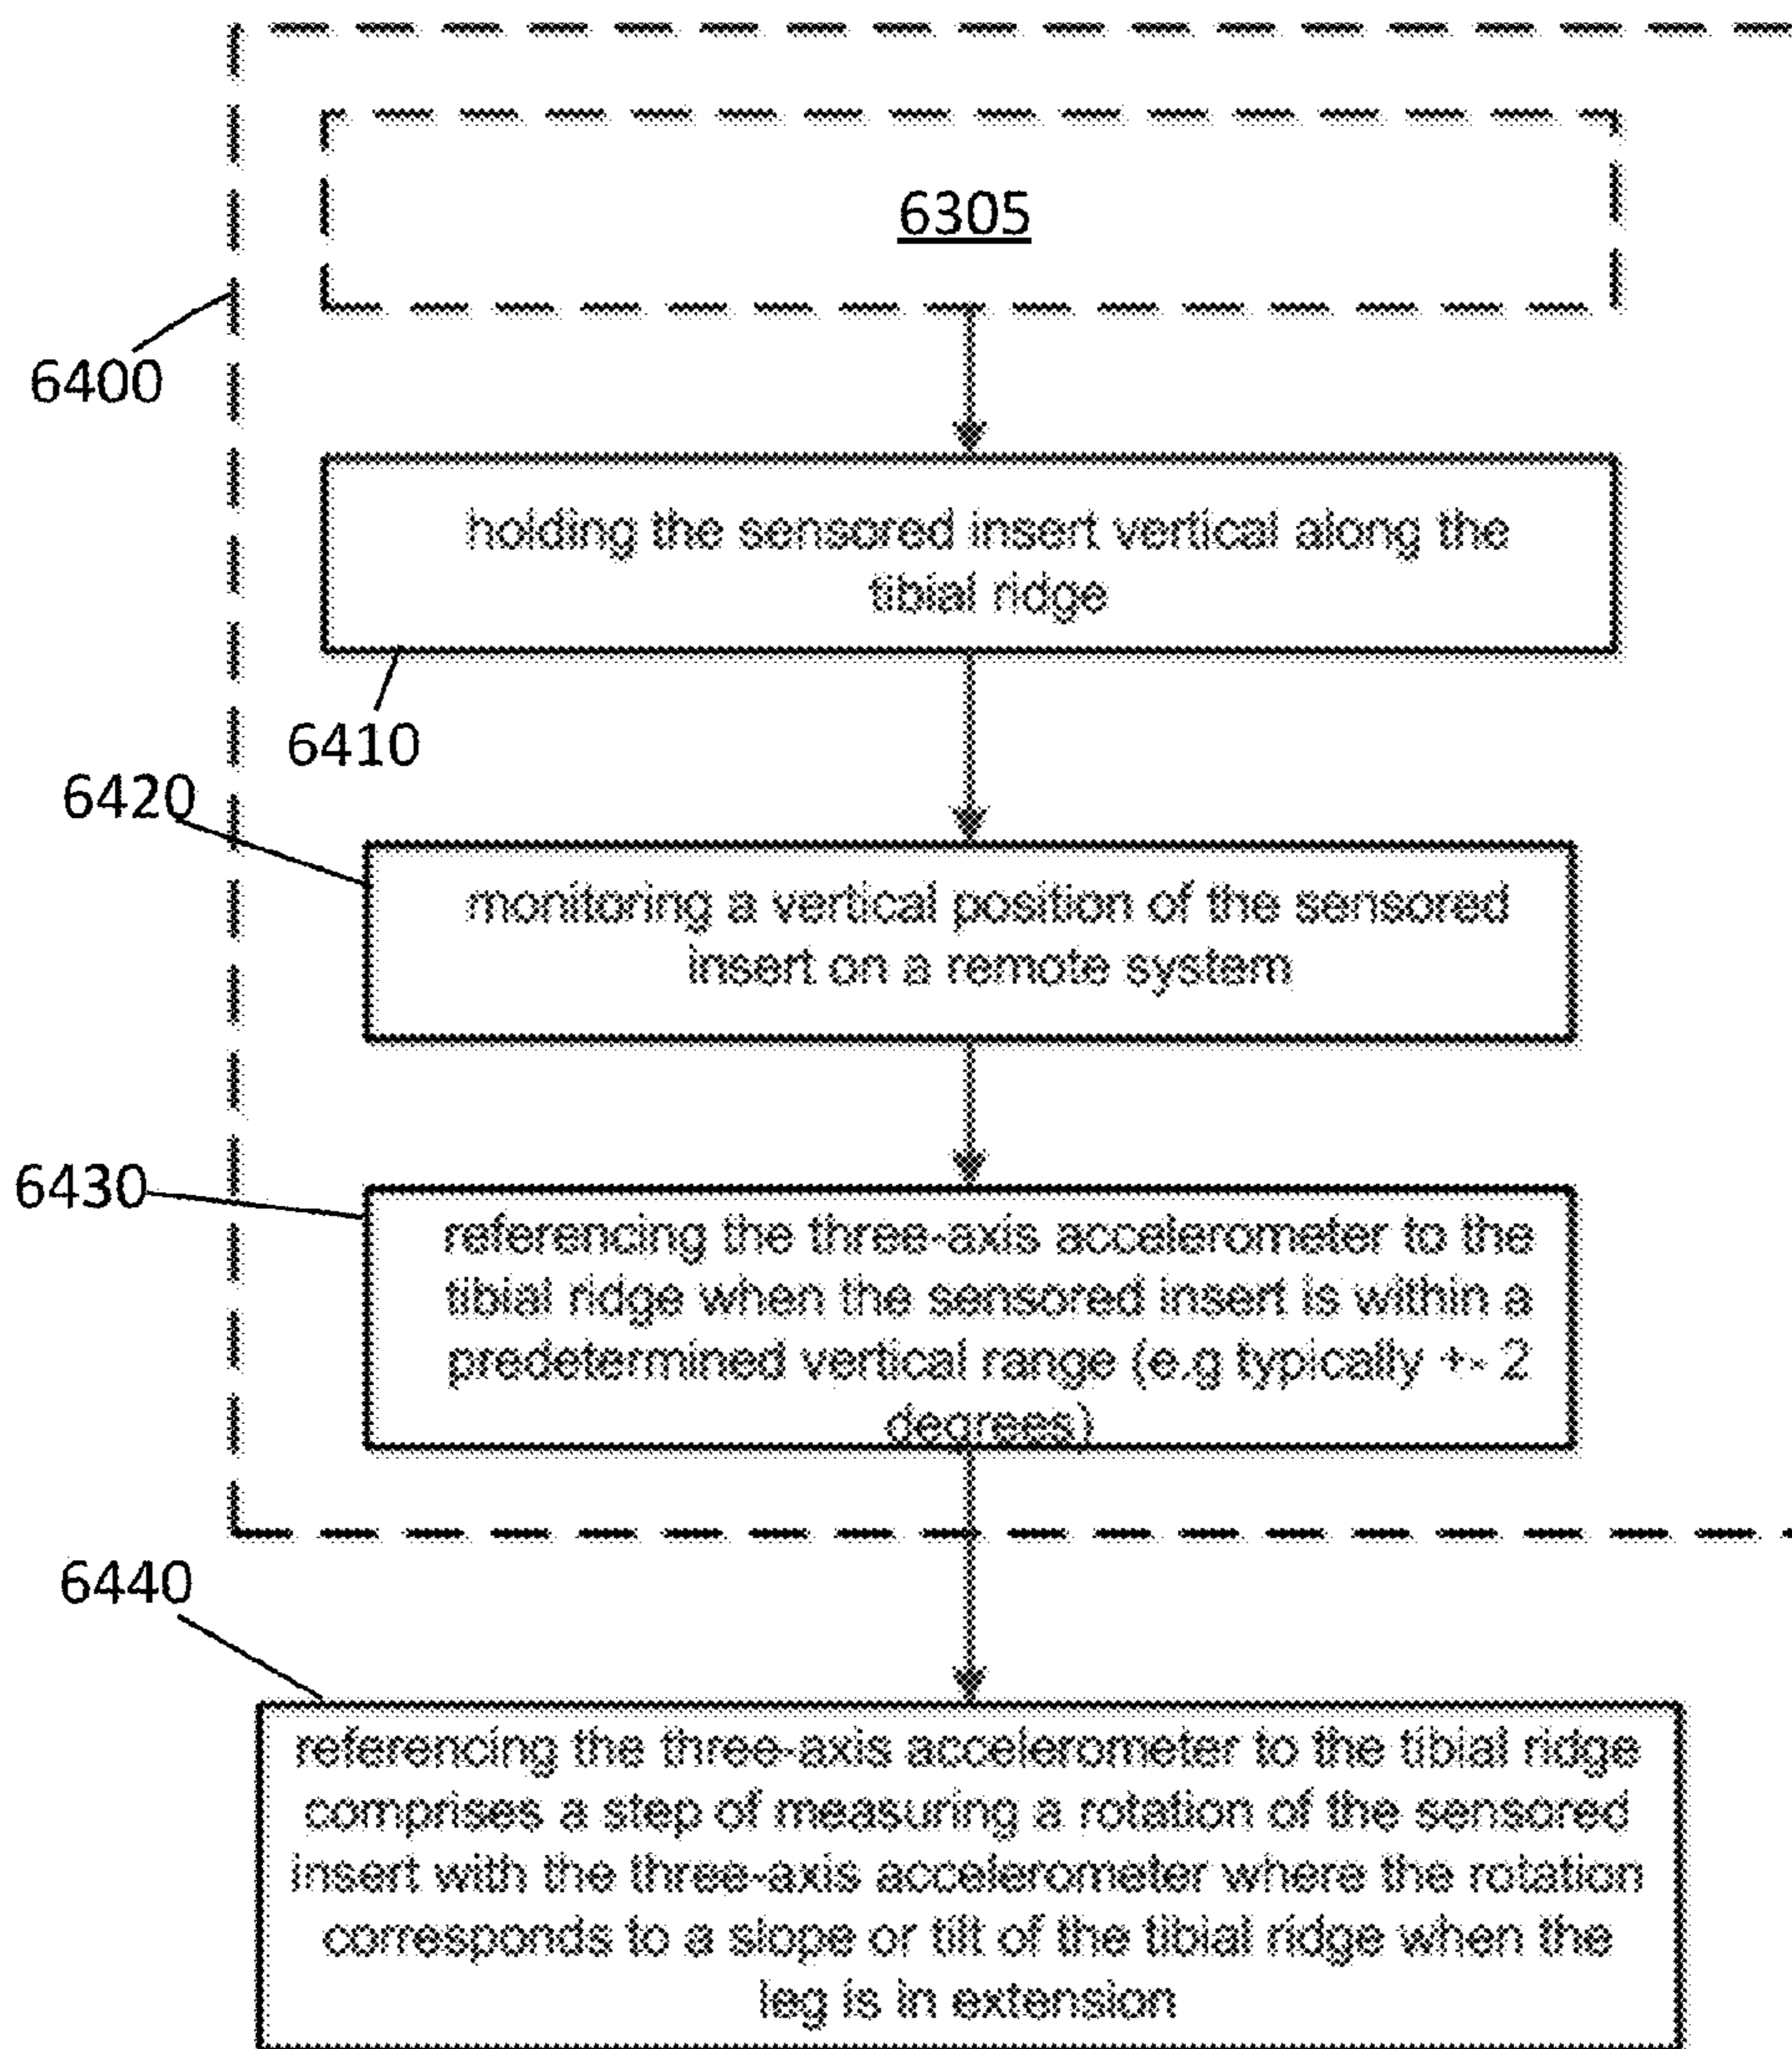 6305
6400
holding the sensored insert vertical along the
tibial ridge
6410
6420
monitoring a vertical position of the sensored
insert on a remote system
6430
referencing the three-axis accelerometer to the
tibial ridge when the sensored insert is within a
predetermined vertical range (e.g typically +- 2
degrees)
6440
referencing the three-axis accelerometer to the tibial ridge
comprises a step of measuring a rotation of the sensored
insert with the three-axis accelerometer where the rotation
corresponds to a slope or tilt of the tibial ridge when the
leg is in extension